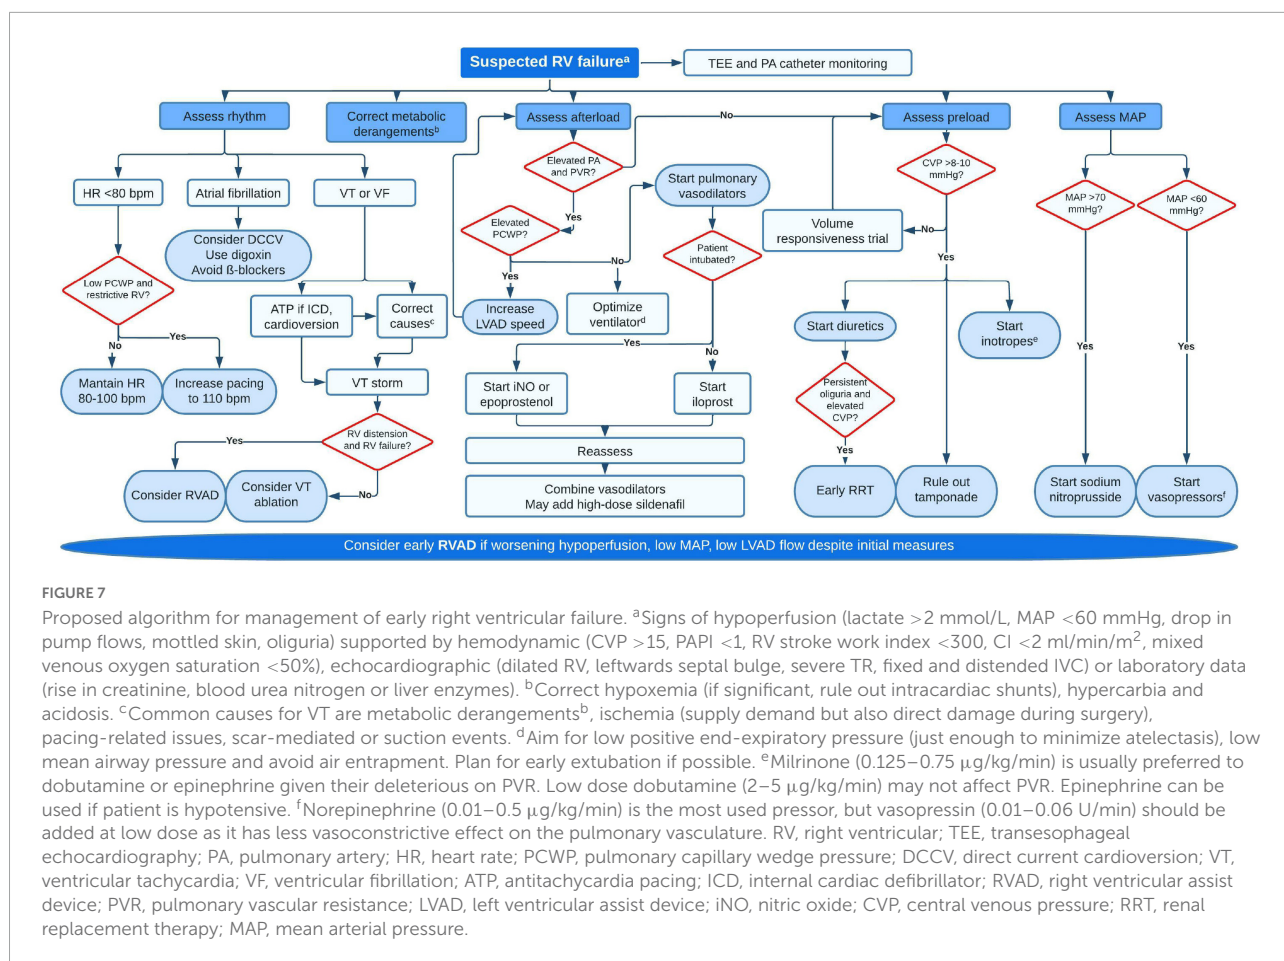 Suspected RV failureᵃ
TEE and PA catheter monitoring
Assess rhythm
Correct metabolic
derangementsᵇ
Assess afterload
No
Assess preload
Assess MAP
HR <80 bpm
Atrial fibrillation
VT or VF
Elevated PA
and PVR?
Start pulmonary
vasodilators
CVP >8-10
mmHg?
MAP >70
mmHg?
MAP <60
mmHg?
Consider DCCV
Use digoxin
Avoid ß-blockers
Yes
Elevated
PCWP?
Volume
responsiveness trial
No
Patient
intubated?
Yes
Low PCWP and
restrictive RV?
No
Yes
ATP if ICD,
cardioversion
Correct
causesᶜ
Increase
LVAD speed
Optimize
ventilatorᵈ
Start diuretics
Start
inotropesᵉ
No
Yes
Yes
No
Yes
Yes
Mantain HR
80-100 bpm
Increase pacing
to 110 bpm
VT storm
Start iNO or
epoprostenol
Start
iloprost
Persistent
oliguria and
elevated
CVP?
Yes
RV distension
and RV failure?
Reassess
Yes
No
Consider RVAD
Consider VT
ablation
Combine vasodilators
May add high-dose sildenafil
Early RRT
Rule out
tamponade
Start sodium
nitroprusside
Start
vasopressorsᶠ
Consider early RVAD if worsening hypoperfusion, low MAP, low LVAD flow despite initial measures
FIGURE 7
Proposed algorithm for management of early right ventricular failure. ᵃSigns of hypoperfusion (lactate >2 mmol/L, MAP <60 mmHg, drop in
pump flows, mottled skin, oliguria) supported by hemodynamic (CVP >15, PAPI <1, RV stroke work index <300, CI <2 ml/min/m², mixed
venous oxygen saturation <50%), echocardiographic (dilated RV, leftwards septal bulge, severe TR, fixed and distended IVC) or laboratory data
(rise in creatinine, blood urea nitrogen or liver enzymes). ᵇCorrect hypoxemia (if significant, rule out intracardiac shunts), hypercarbia and
acidosis. ᶜCommon causes for VT are metabolic derangementsᵇ, ischemia (supply demand but also direct damage during surgery),
pacing-related issues, scar-mediated or suction events. ᵈAim for low positive end-expiratory pressure (just enough to minimize atelectasis), low
mean airway pressure and avoid air entrapment. Plan for early extubation if possible. ᵉMilrinone (0.125–0.75 μg/kg/min) is usually preferred to
dobutamine or epinephrine given their deleterious on PVR. Low dose dobutamine (2–5 μg/kg/min) may not affect PVR. Epinephrine can be
used if patient is hypotensive. ᶠNorepinephrine (0.01–0.5 μg/kg/min) is the most used pressor, but vasopressin (0.01–0.06 U/min) should be
added at low dose as it has less vasoconstrictive effect on the pulmonary vasculature. RV, right ventricular; TEE, transesophageal
echocardiography; PA, pulmonary artery; HR, heart rate; PCWP, pulmonary capillary wedge pressure; DCCV, direct current cardioversion; VT,
ventricular tachycardia; VF, ventricular fibrillation; ATP, antitachycardia pacing; ICD, internal cardiac defibrillator; RVAD, right ventricular assist
device; PVR, pulmonary vascular resistance; LVAD, left ventricular assist device; iNO, nitric oxide; CVP, central venous pressure; RRT, renal
replacement therapy; MAP, mean arterial pressure.